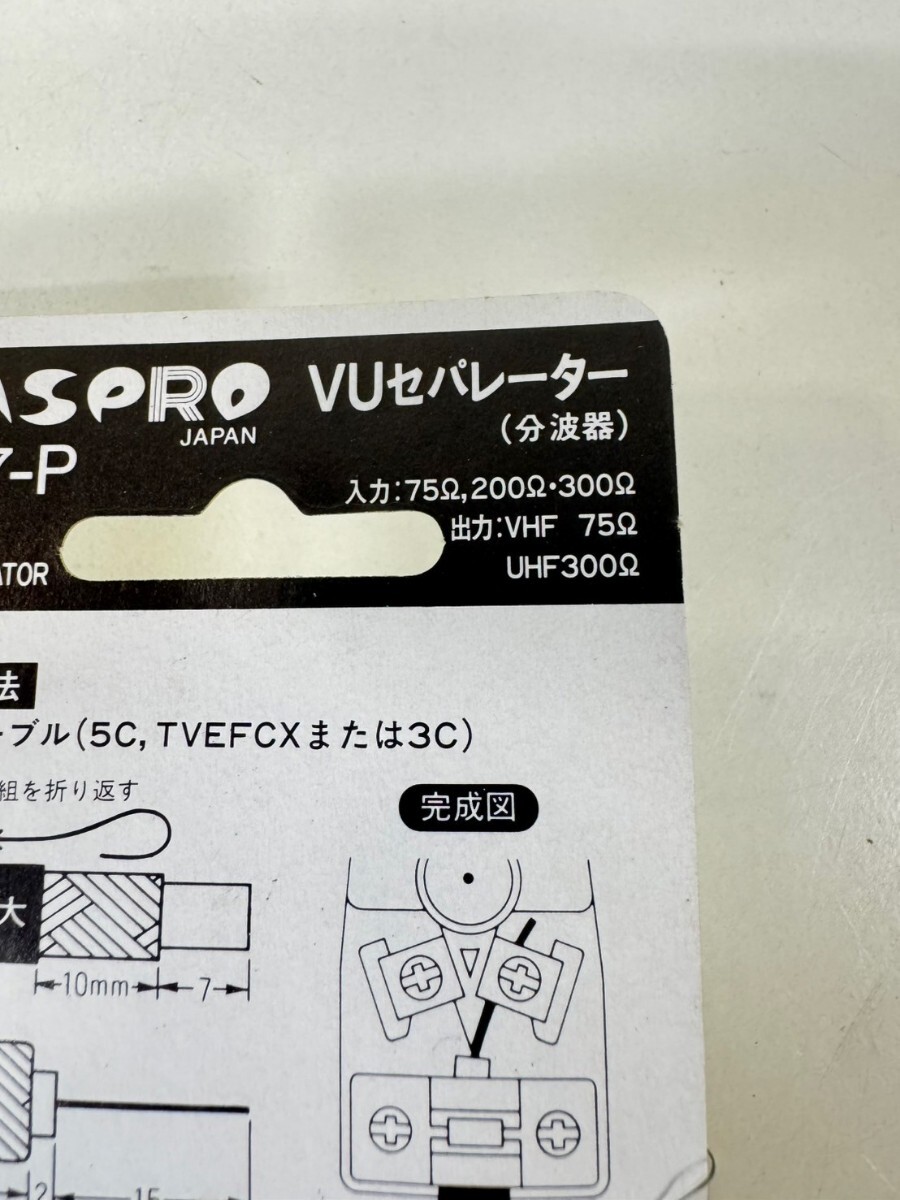 ASPRO
JAPAN
VUセパレーター
(分波器)
7-P
入力:75Ω,200Ω・300Ω
出力:VHF 75Ω
UHF300Ω
ATOR
法
ーブル(5C, TVEFCXまたは3C)
組を折り返す
完成図
大
10mm
7
2
15